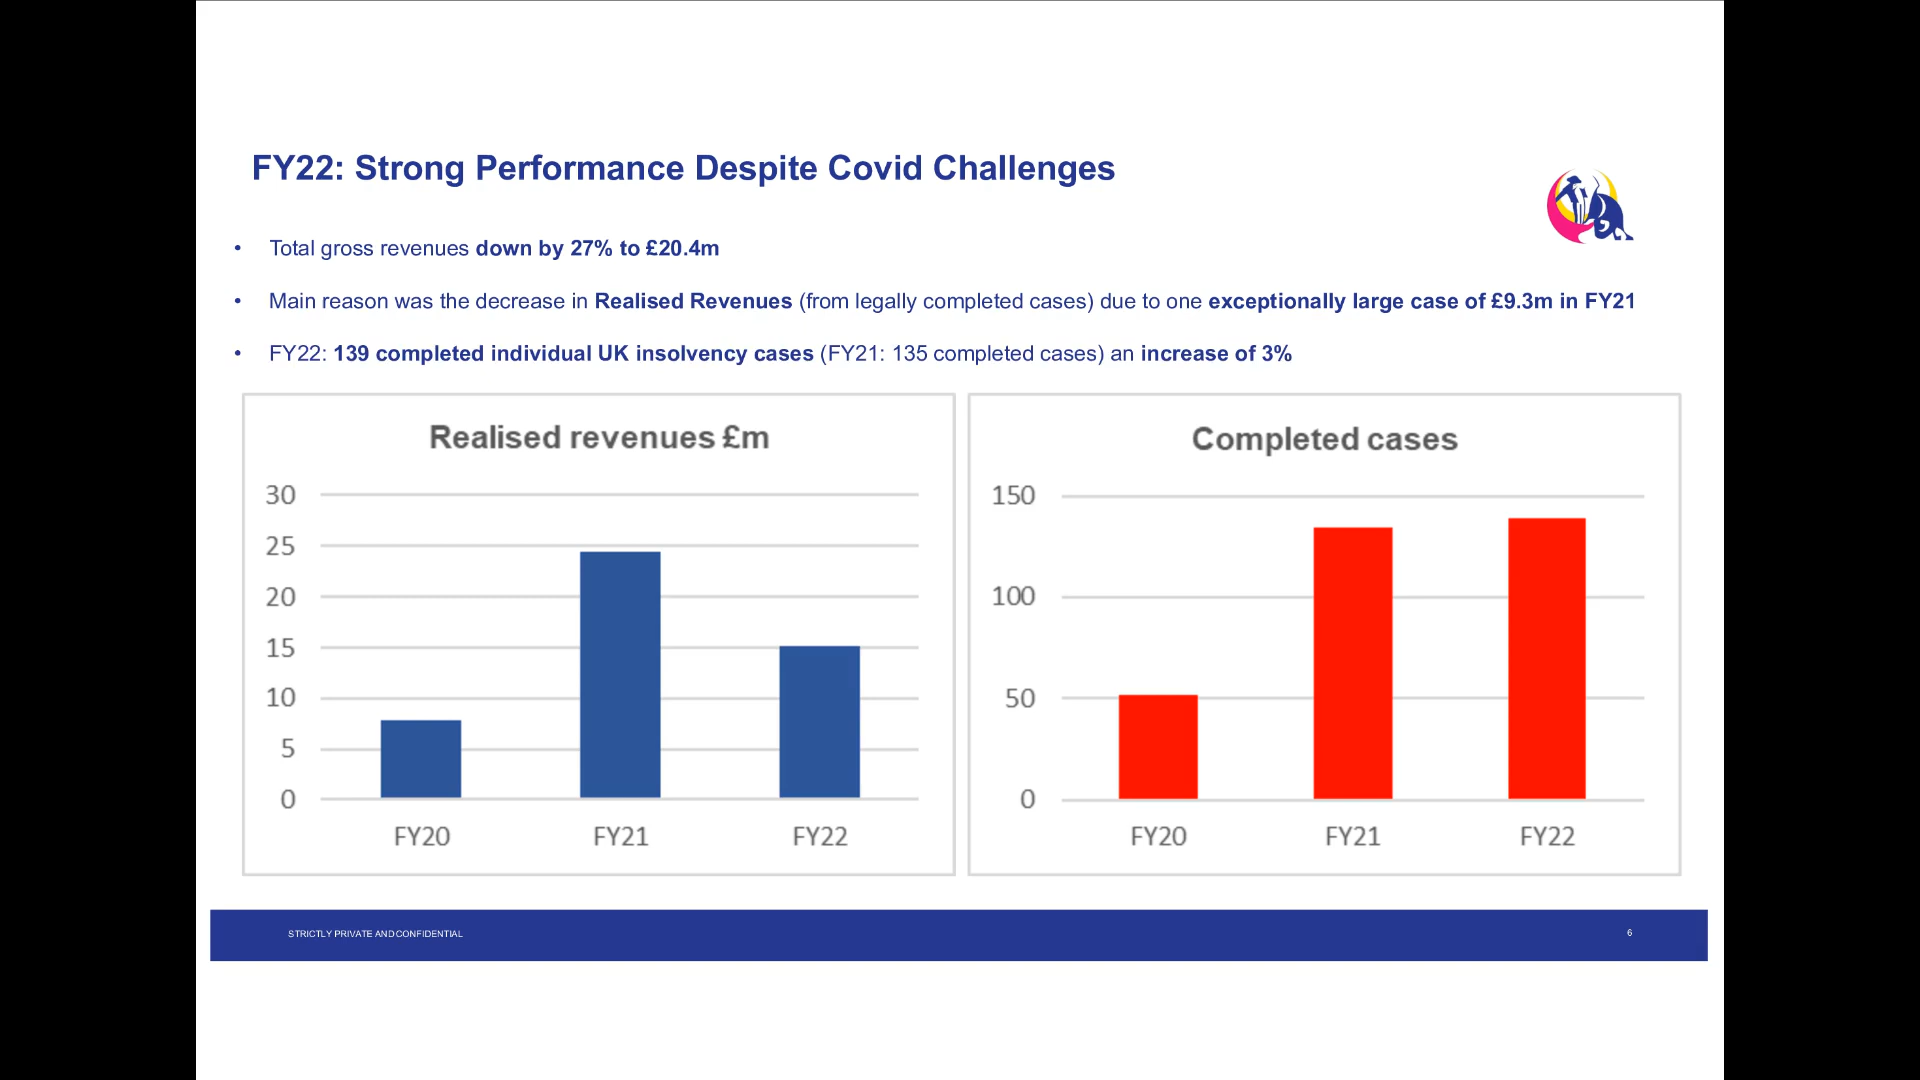 FY22: Strong Performance Despite Covid Challenges
• Total gross revenues down by 27% to £20.4m
• Main reason was the decrease in Realised Revenues (from legally completed cases) due to one exceptionally large case of £9.3m in FY21
• FY22: 139 completed individual UK insolvency cases (FY21: 135 completed cases) an increase of 3%
Realised revenues £m
30
25
20
15
10
5
0
FY20 FY21 FY22
Completed cases
150
100
50
0
FY20 FY21 FY22
STRICTLY PRIVATE AND CONFIDENTIAL
6